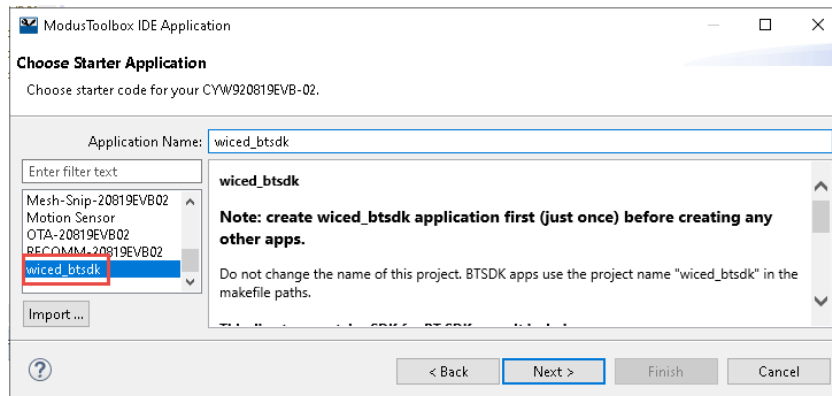 ModusToolbox IDE Application
Choose Starter Application
Choose starter code for your CYW920819EVB-02.
Application Name: wiced_btsdk
Enter filter text
Mesh-Snip-20819EVB02
Motion Sensor
OTA-20819EVB02
RECOMM-20819EVB02
wiced_btsdk
Import ...
wiced_btsdk
Note: create wiced_btsdk application first (just once) before creating any
other apps.
Do not change the name of this project. BTSDK apps use the project name "wiced_btsdk" in the
makefile paths.
?
< Back
Next >
Finish
Cancel